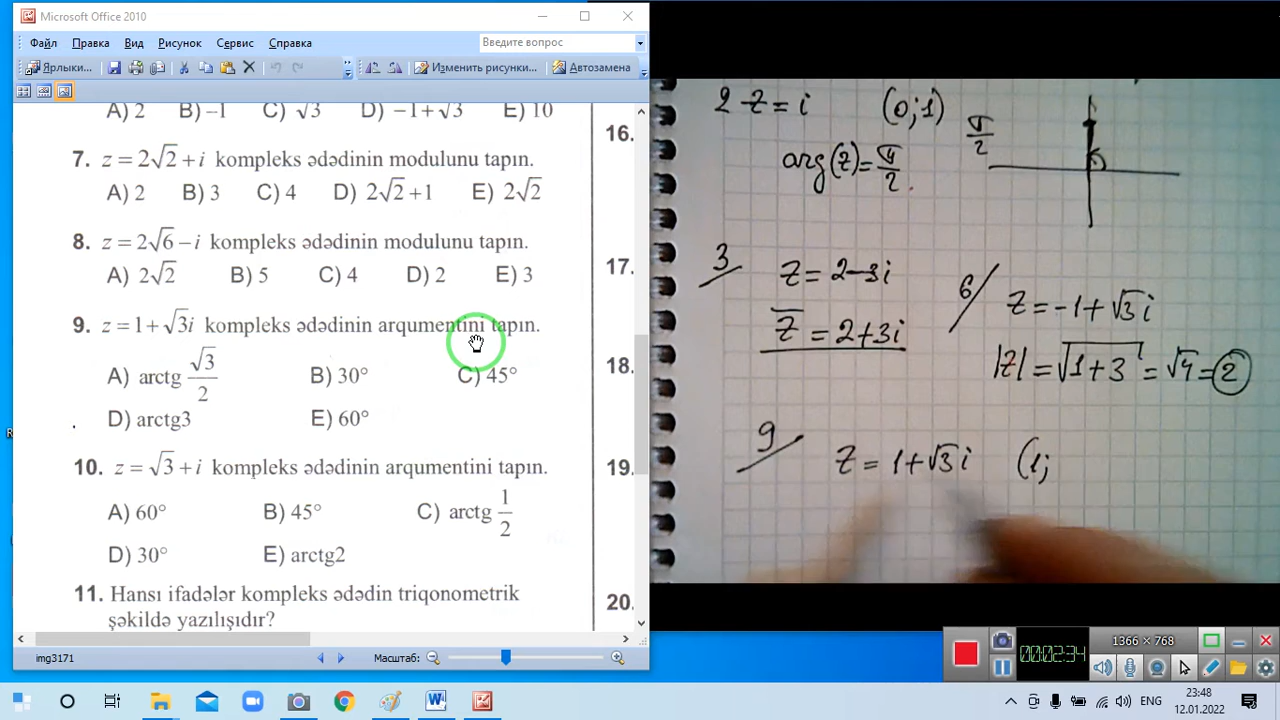 Microsoft Office 2010
Файл Правка Вид Рисунок Сервис Справка
Введите вопрос
Ярлыки...
Изменить рисунки...
Автозамена
A) 2 B) –1 C) √3 D) –1+√3 E) 10
7. z = 2√2 + i kompleks ədədinin modulunu tapın.
A) 2 B) 3 C) 4 D) 2√2 +1 E) 2√2
8. z = 2√6 – i kompleks ədədinin modulunu tapın.
A) 2√2 B) 5 C) 4 D) 2 E) 3
9. z = 1 + √3i kompleks ədədinin arqumentini tapın.
A) arctg √3/2 B) 30° C) 45°
D) arctg3 E) 60°
10. z = √3 + i kompleks ədədinin arqumentini tapın.
A) 60° B) 45° C) arctg 1/2
D) 30° E) arctg2
11. Hansı ifadələr kompleks ədədin triqonometrik
şəkildə yazılışıdır?
16.
17.
18.
19.
20.
img3171
Масштаб:
2 z = i (0;1)
π/2
arg(z) = π/2
3
z = 2-3i
z̅ = 2+3i
6
z = -1+√3 i
|z| = √1+3 = √4 = 2
9
z = 1+√3 i (1;
1366 x 768
00:02:34
ENG
23:48
12.01.2022